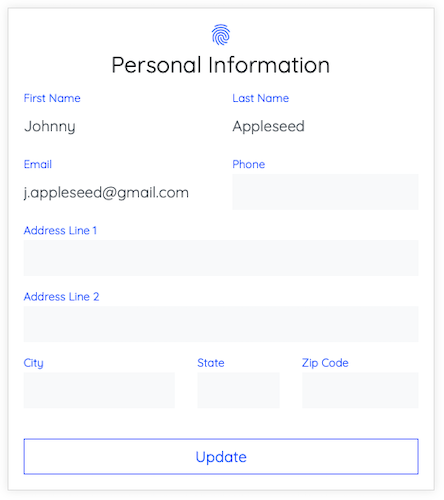 Personal Information
First Name Last Name
Johnny Appleseed
Email Phone
j.appleseed@gmail.com
Address Line 1
Address Line 2
City State Zip Code
Update